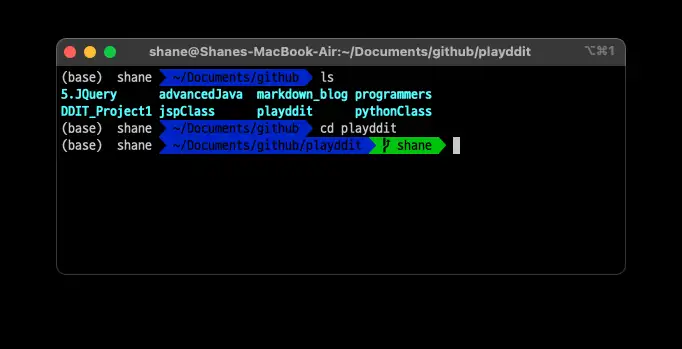 shane@Shanes-MacBook-Air:~/Documents/github/playddit ⌥⌘1
(base) shane ~/Documents/github ls
5.JQuery advancedJava markdown_blog programmers
DDIT_Project1 jspClass playddit pythonClass
(base) shane ~/Documents/github cd playddit
(base) shane ~/Documents/github/playddit shane